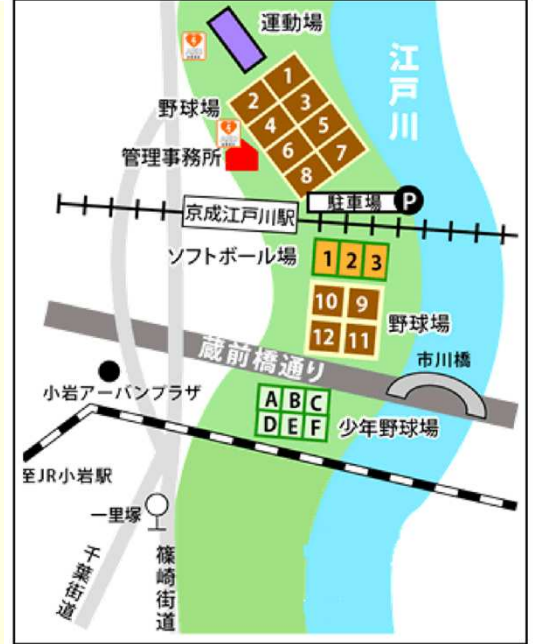 運動場
江戸川
野球場
1
2
3
4
5
6
7
8
管理事務所
駐車場
P
京成江戸川駅
ソフトボール場
1 2 3
10 9
12 11
野球場
蔵前橋通り
市川橋
小岩アーバンプラザ
A B C
D E F
少年野球場
至JR小岩駅
一里塚
千葉街道
篠崎街道